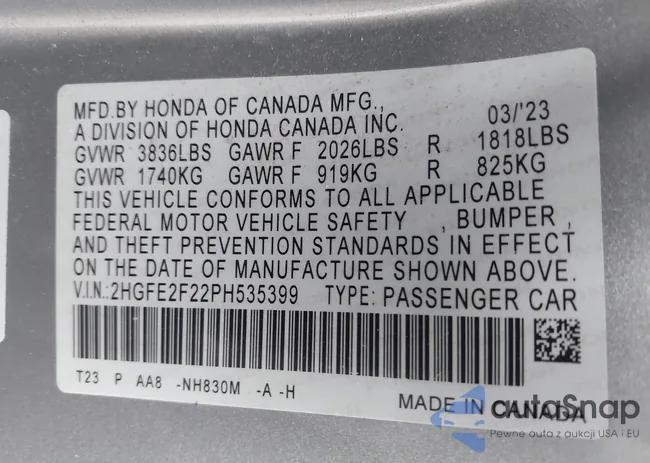 MFD.BY HONDA OF CANADA MFG., 03/'23
A DIVISION OF HONDA CANADA INC.
GVWR 3836LBS GAWR F 2026LBS R 1818LBS
GVWR 1740KG GAWR F 919KG R 825KG
THIS VEHICLE CONFORMS TO ALL APPLICABLE
FEDERAL MOTOR VEHICLE SAFETY , BUMPER ,
AND THEFT PREVENTION STANDARDS IN EFFECT
ON THE DATE OF MANUFACTURE SHOWN ABOVE.
V.I.N.:2HGFE2F22PH535399 TYPE: PASSENGER CAR
T23 P AA8 -NH830M -A -H
MADE IN CANADA
autoSnap
Pewne auta z aukcji USA i EU